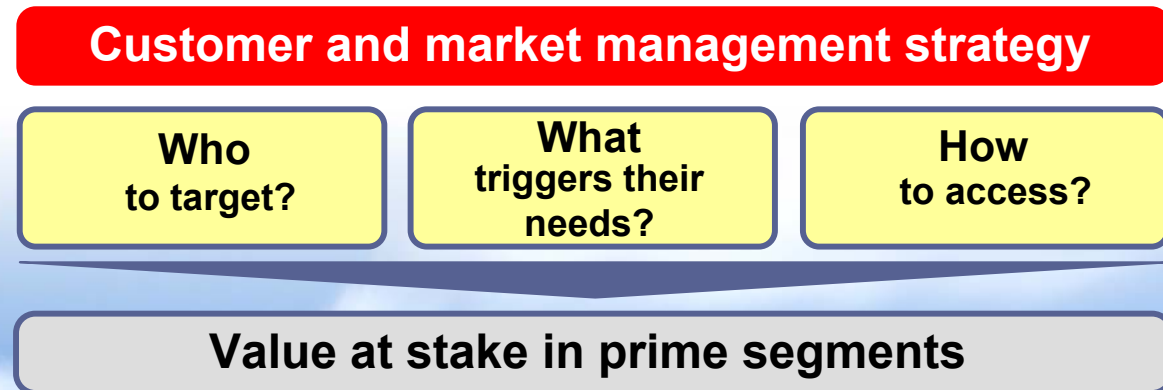 Customer and market management strategy
Who
to target?
What
triggers their
needs?
How
to access?
Value at stake in prime segments